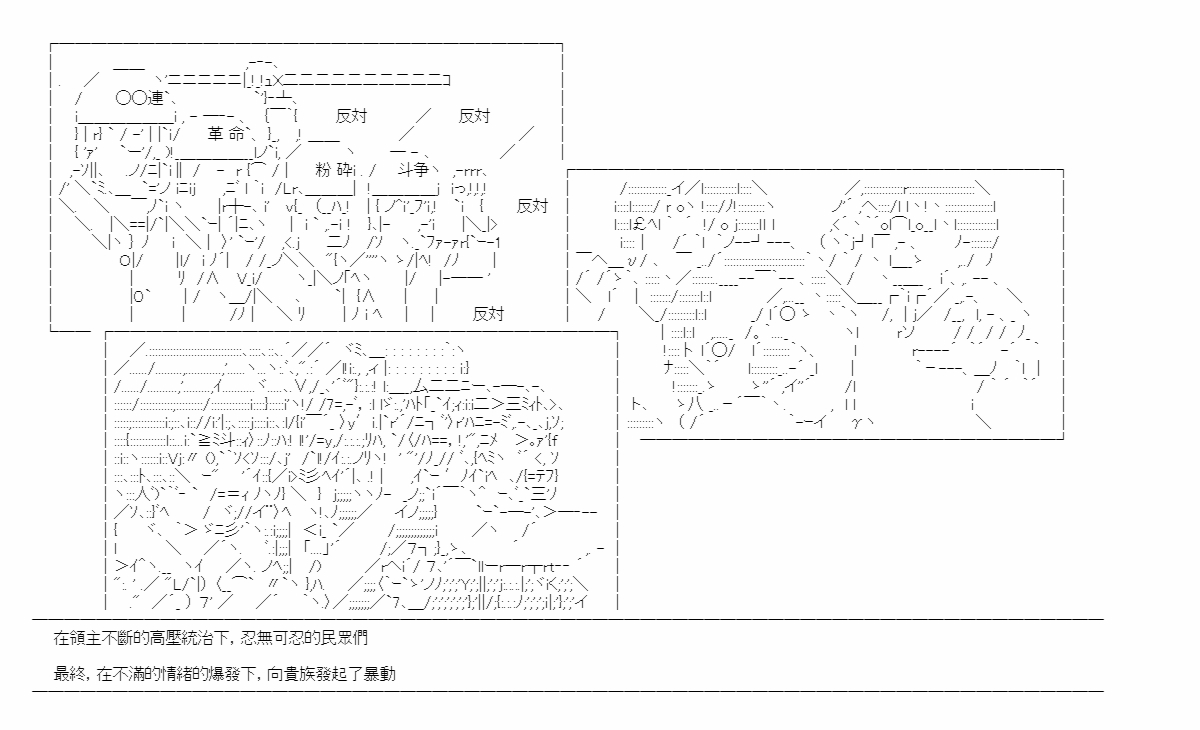 ○○連
反対
反対
革命
粉砕
斗争
反対
反対
在領主不斷的高壓統治下，忍無可忍的民眾們
最終，在不滿的情緒的爆發下，向貴族發起了暴動